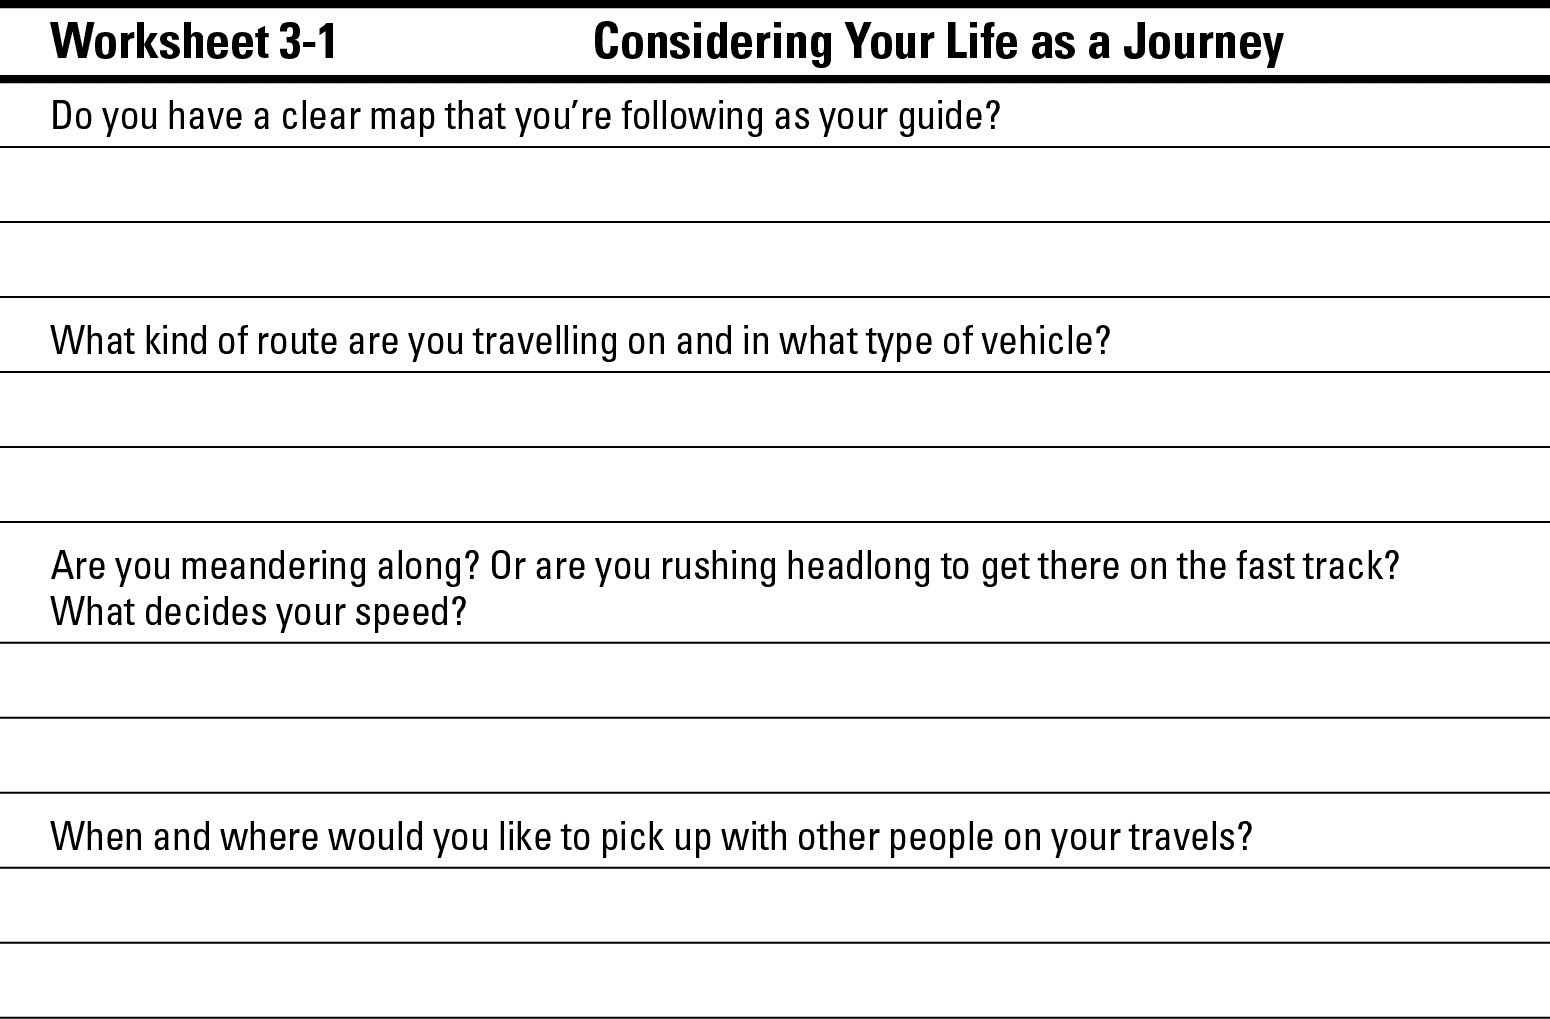 Worksheet 3-1 Considering Your Life as a Journey
Do you have a clear map that you’re following as your guide?
What kind of route are you travelling on and in what type of vehicle?
Are you meandering along? Or are you rushing headlong to get there on the fast track?
What decides your speed?
When and where would you like to pick up with other people on your travels?